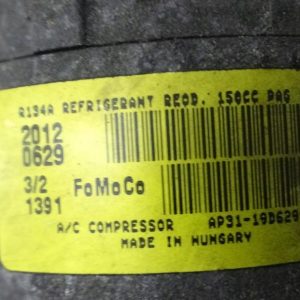 R134A REFRIGERANT REQD. 150CC PAG
2012
0629
3/2 FoMoCo
1391
A/C COMPRESSOR AP31-19D629
MADE IN HUNGARY